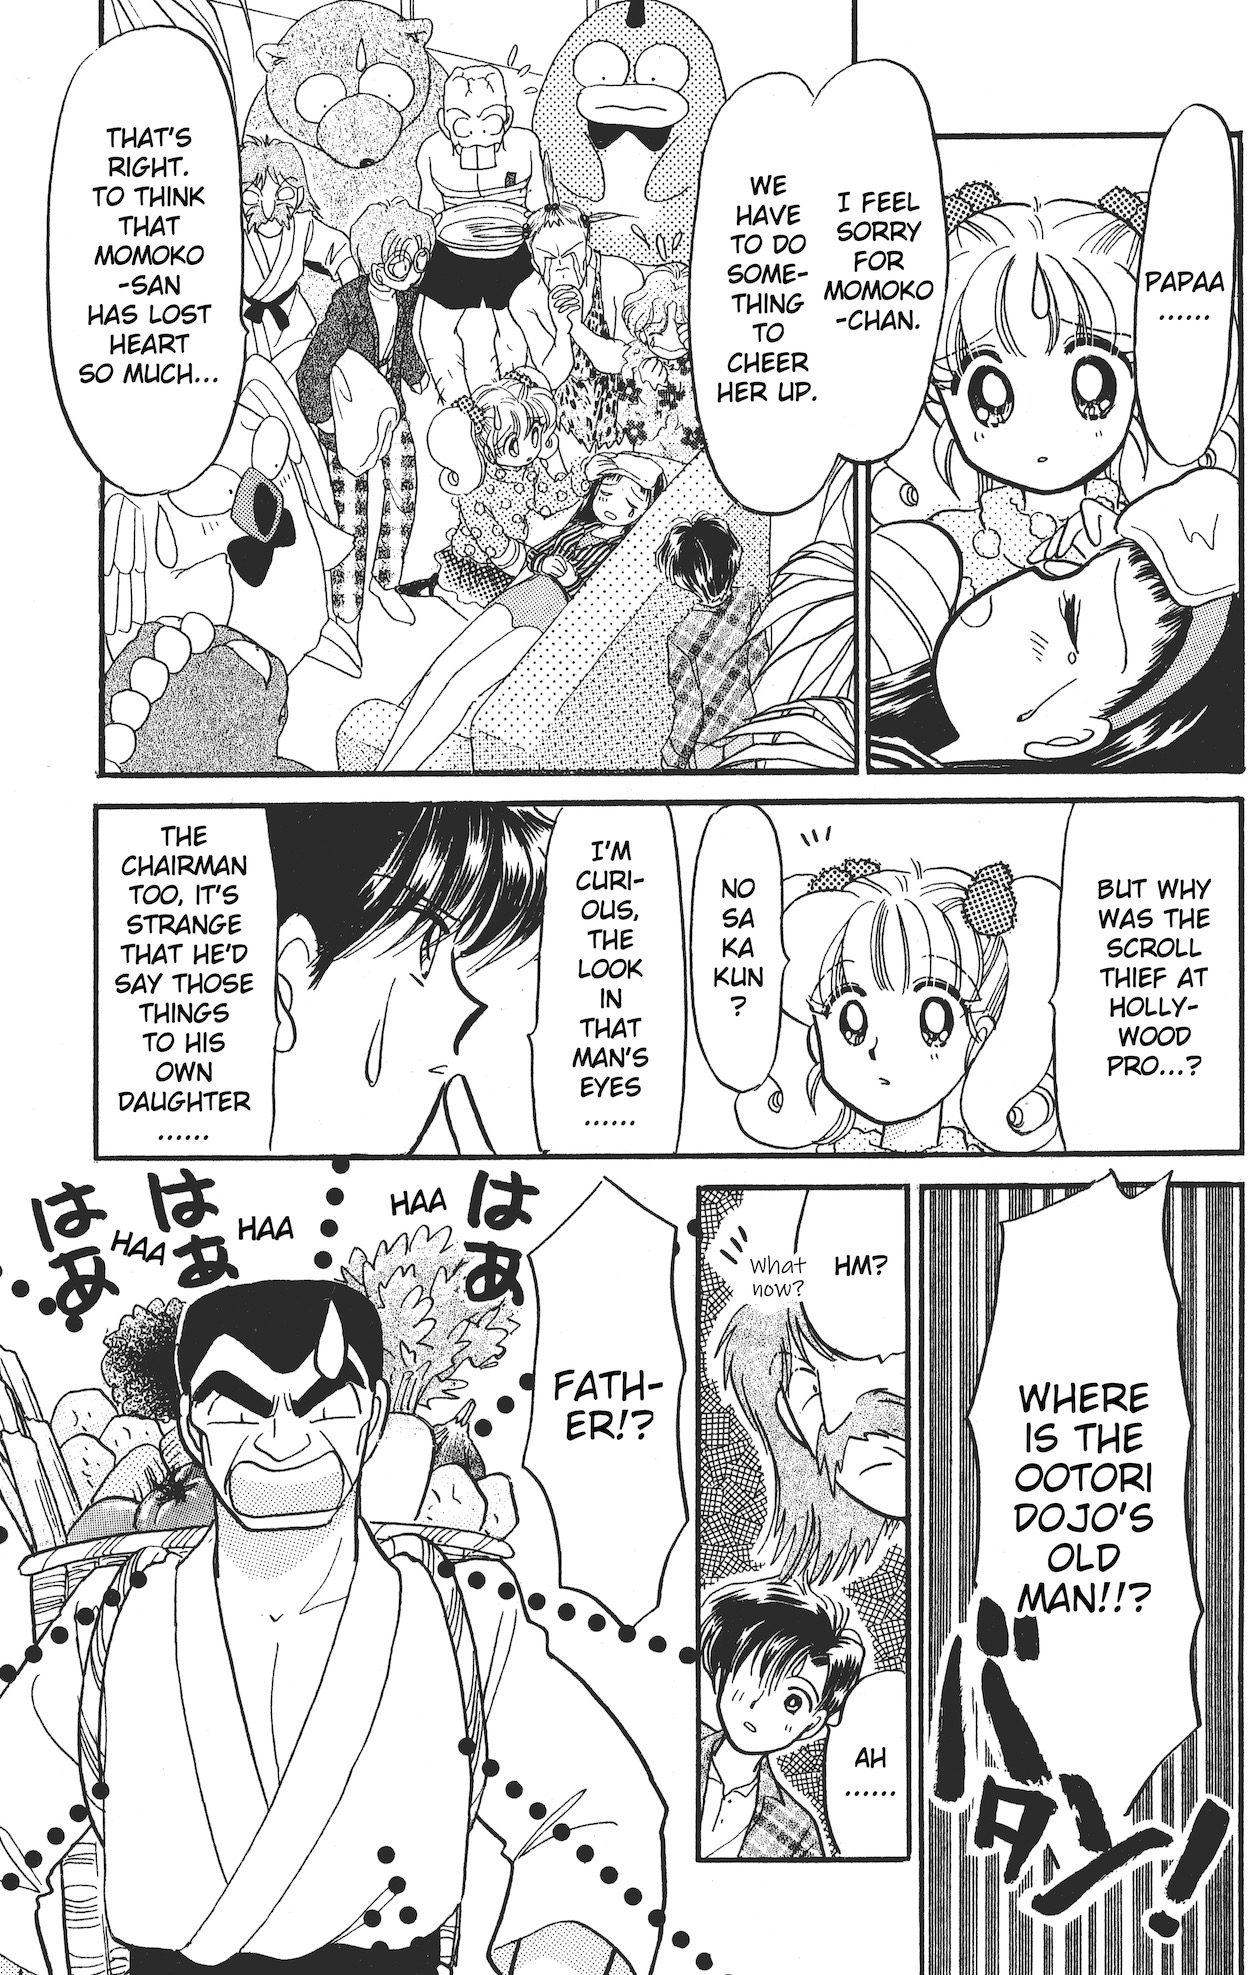 PAPAA
......
I FEEL
SORRY
FOR
MOMOKO
-CHAN.
WE
HAVE
TO DO
SOME-
THING
TO
CHEER
HER UP.
THAT'S
RIGHT.
TO THINK
THAT
MOMOKO
-SAN
HAS LOST
HEART
SO MUCH...
BUT WHY
WAS THE
SCROLL
THIEF AT
HOLLY-
WOOD
PRO...?
NO
SA
KA
KUN
?
I'M
CURI-
OUS,
THE
LOOK
IN
THAT
MAN'S
EYES
......
THE
CHAIRMAN
TOO, IT'S
STRANGE
THAT HE'D
SAY THOSE
THINGS
TO HIS
OWN
DAUGHTER
......
WHERE
IS THE
OOTORI
DOJO'S
OLD
MAN!!?
バタン!
HM?
What
now?
AH
......
FATH-
ER!?
はあ
HAA
はあ
HAA
はあ
HAA